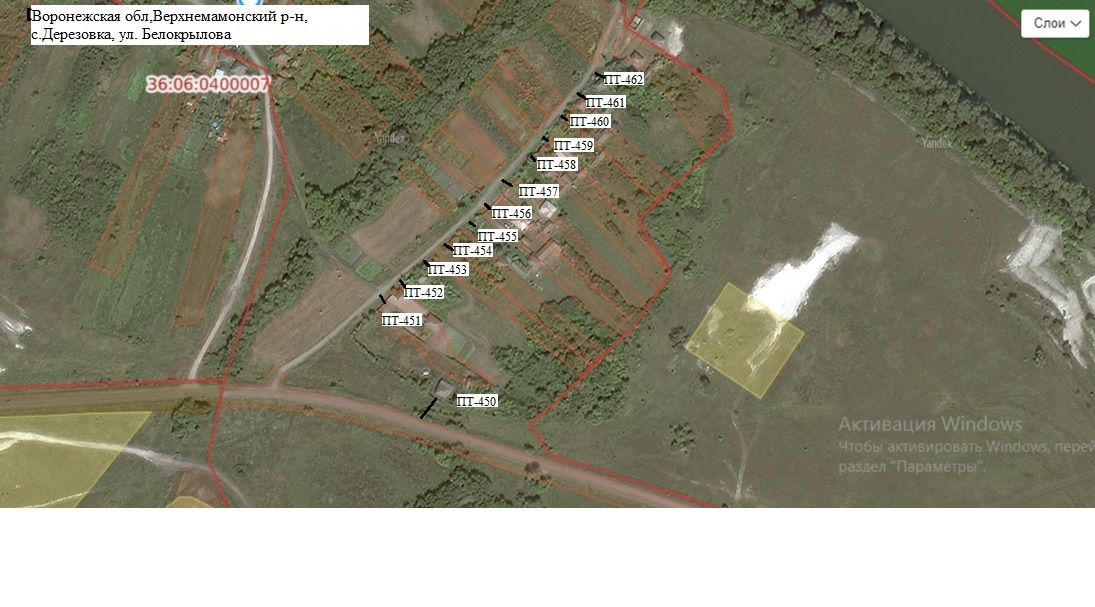 Воронежская обл,Верхнемамонский р-н,
с.Дерезовка, ул. Белокрылова
Слои
36:06:0400007
ПТ-462
ПТ-461
ПТ-460
Yandex
ПТ-459
Yandex
ПТ-458
ПТ-457
ПТ-456
ПТ-455
ПТ-454
ПТ-453
ПТ-452
ПТ-451
ПТ-450
Активация Windows
Чтобы активировать Windows, перей
раздел "Параметры".